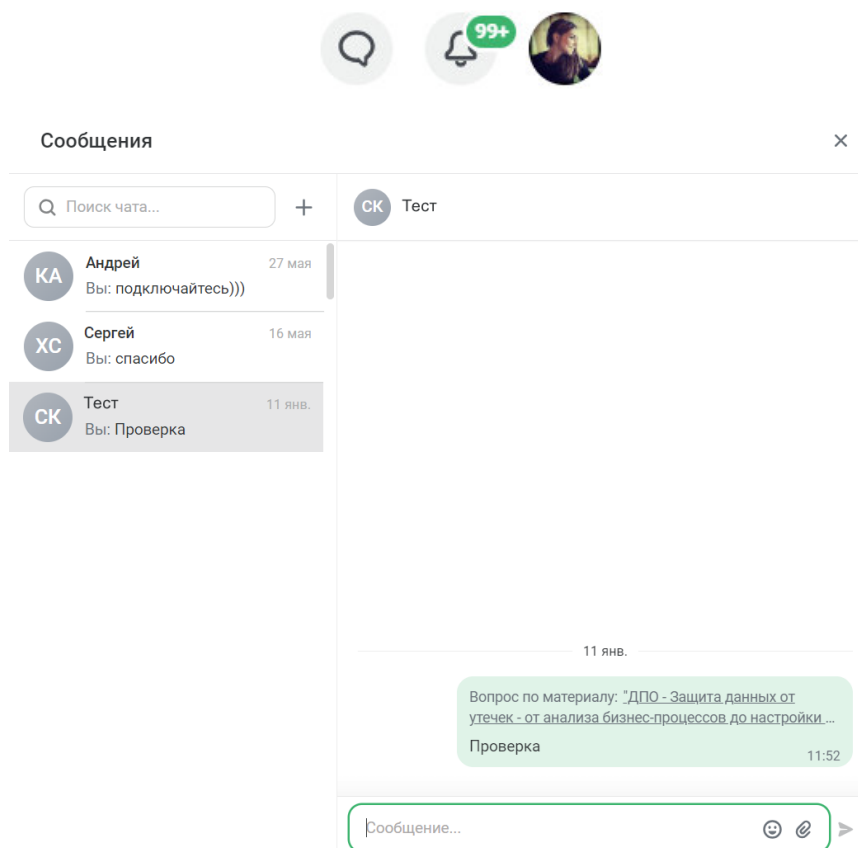 99+
Сообщения
Поиск чата...
СК Тест
КА Андрей 27 мая
Вы: подключайтесь)))
ХС Сергей 16 мая
Вы: спасибо
СК Тест 11 янв.
Вы: Проверка
11 янв.
Вопрос по материалу: "ДПО - Защита данных от
утечек - от анализа бизнес-процессов до настройки ...
Проверка
11:52
Сообщение...